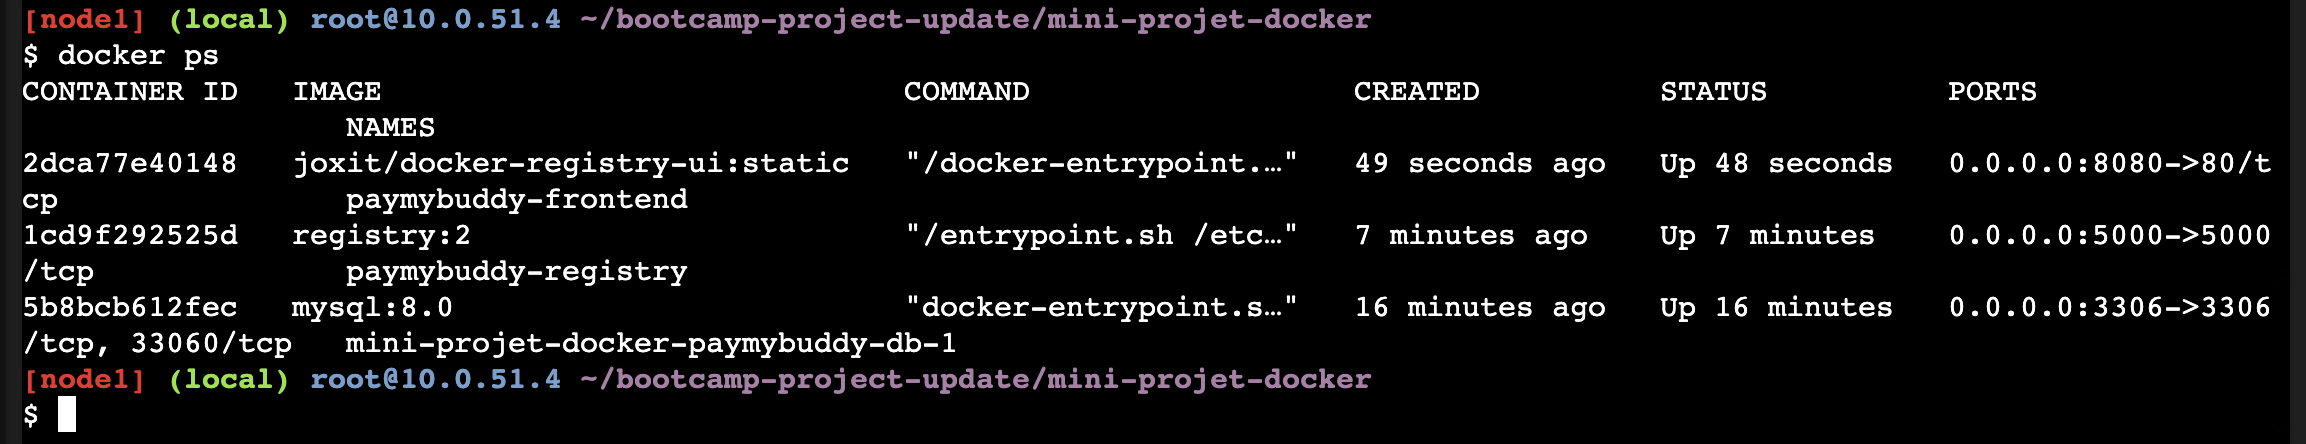 [node1] (local) root@10.0.51.4 ~/bootcamp-project-update/mini-projet-docker
$ docker ps
CONTAINER ID   IMAGE                             COMMAND                  CREATED          STATUS          PORTS
                  NAMES
2dca77e40148   joxit/docker-registry-ui:static   "/docker-entrypoint.…"   49 seconds ago   Up 48 seconds   0.0.0.0:8080->80/t
cp                paymybuddy-frontend
1cd9f292525d   registry:2                        "/entrypoint.sh /etc…"   7 minutes ago    Up 7 minutes    0.0.0.0:5000->5000
/tcp              paymybuddy-registry
5b8bcb612fec   mysql:8.0                         "docker-entrypoint.s…"   16 minutes ago   Up 16 minutes   0.0.0.0:3306->3306
/tcp, 33060/tcp   mini-projet-docker-paymybuddy-db-1
[node1] (local) root@10.0.51.4 ~/bootcamp-project-update/mini-projet-docker
$